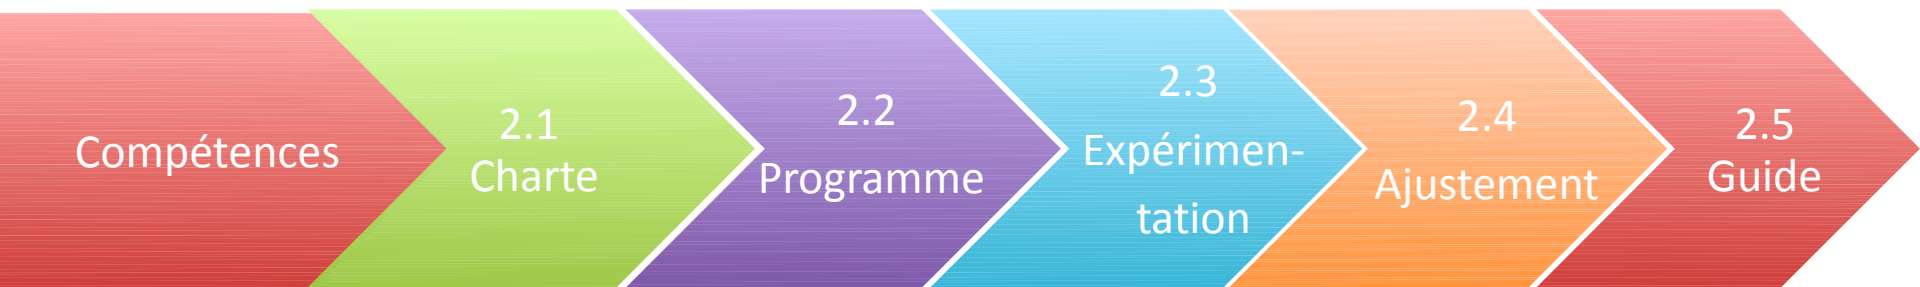 Compétences
2.1
Charte
2.2
Programme
2.3
Expérimen-
tation
2.4
Ajustement
2.5
Guide